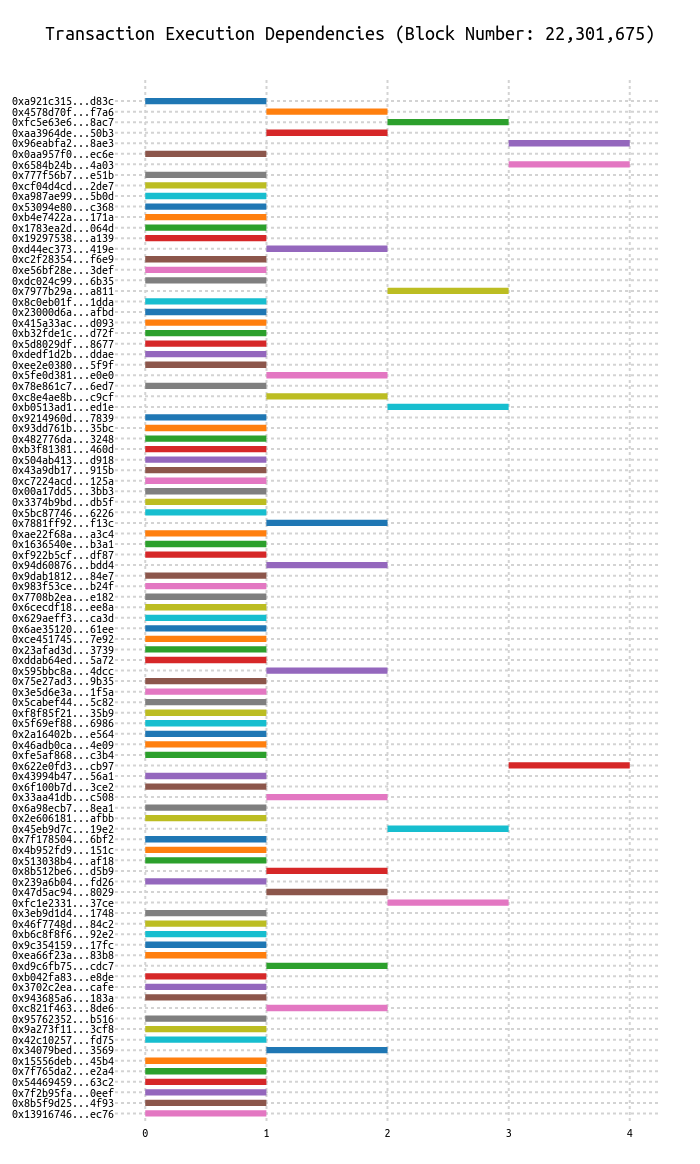 Transaction Execution Dependencies (Block Number: 22,301,675)
0xa921c315...d83c
0x4578d70f...f7a6
0xfc5e63e6...8ac7
0xaa3964de...50b3
0x96eabfa2...8ae3
0x0aa957f0...ec6e
0x6584b24b...4a03
0x777f56b7...e51b
0xcf04d4cd...2de7
0xa987ae99...5b0d
0x53094e80...c368
0xb4e7422a...171a
0x1783ea2d...064d
0x19297538...a139
0xd44ec373...419e
0xc2f28354...f6e9
0xe56bf28e...3def
0xdc024c99...6b35
0x7977b29a...a811
0x8c0eb01f...1dda
0x23000d6a...afbd
0x415a33ac...d093
0xb32fde1c...d72f
0x5d8029df...8677
0xdedf1d2b...ddae
0xee2e0380...5f9f
0x5fe0d381...e0e0
0x78e861c7...6ed7
0xc8e4ae8b...c9cf
0xb0513ad1...ed1e
0x9214960d...7839
0x93dd761b...35bc
0x482776da...3248
0xb3f81381...460d
0x504ab413...d918
0x43a9db17...915b
0xc7224acd...125a
0x00a17dd5...3bb3
0x3374b9bd...db5f
0x5bc87746...6226
0x7881ff92...f13c
0xae22f68a...a3c4
0x1636540e...b3a1
0xf922b5cf...df87
0x94d60876...bdd4
0x9dab1812...84e7
0x983f53ce...b24f
0x7708b2ea...e182
0x6cecdf18...ee8a
0x629aeff3...ca3d
0x6ae35120...61ee
0xce451745...7e92
0x23afad3d...3739
0xddab64ed...5a72
0x595bbc8a...4dcc
0x75e27ad3...9b35
0x3e5d6e3a...1f5a
0x5cabef44...5c82
0xf8f85f21...35b9
0x5f69ef88...6986
0x2a16402b...e564
0x46adb0ca...4e09
0xfe5af868...c3b4
0x622e0fd3...cb97
0x43994b47...56a1
0x6f100b7d...3ce2
0x33aa41db...c508
0x6a98ecb7...8ea1
0x2e606181...afbb
0x45eb9d7c...19e2
0x7f178504...6bf2
0x4b952fd9...151c
0x513038b4...af18
0x8b512be6...d5b9
0x239a6b04...fd26
0x47d5ac94...8029
0xfc1e2331...37ce
0x3eb9d1d4...1748
0x46f7748d...84c2
0xb6c8f8f6...92e2
0x9c354159...17fc
0xea66f23a...83b8
0xd9c6fb75...cdc7
0xb042fa83...e8de
0x3702c2ea...cafe
0x943685a6...183a
0xc821f463...8de6
0x95762352...b516
0x9a273f11...3cf8
0x42c10257...fd75
0x34079bed...3569
0x15556deb...45b4
0x7f765da2...e2a4
0x54469459...63c2
0x7f2b95fa...0eef
0x8b5f9d25...4f93
0x13916746...ec76
0 1 2 3 4